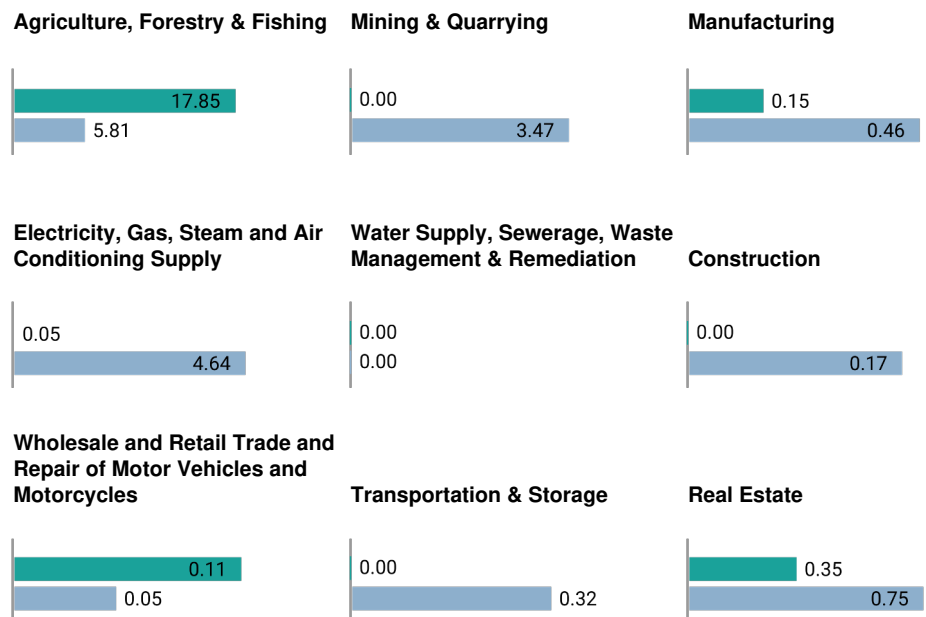 Agriculture, Forestry & Fishing
17.85
5.81
Mining & Quarrying
0.00
3.47
Manufacturing
0.15
0.46
Electricity, Gas, Steam and Air
Conditioning Supply
0.05
4.64
Water Supply, Sewerage, Waste
Management & Remediation
0.00
0.00
Construction
0.00
0.17
Wholesale and Retail Trade and
Repair of Motor Vehicles and
Motorcycles
0.11
0.05
Transportation & Storage
0.00
0.32
Real Estate
0.35
0.75